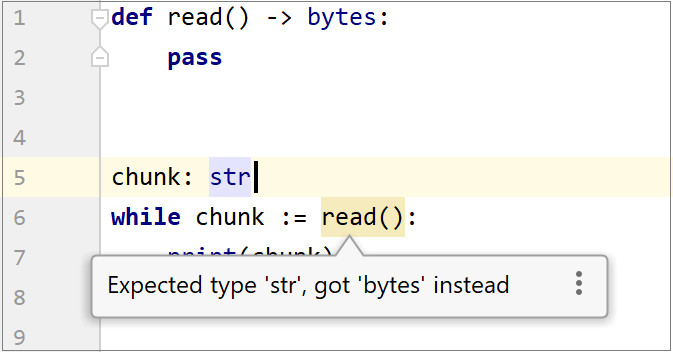 1 def read() -> bytes:
2 pass
3
4
5 chunk: str
6 while chunk := read():
7 print(chunk)
Expected type 'str', got 'bytes' instead
8
9